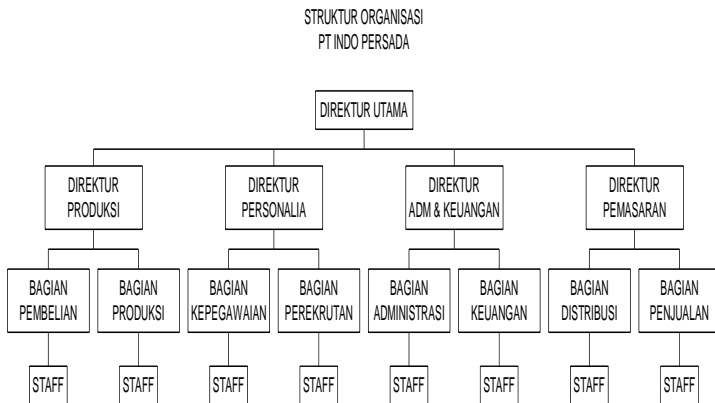 STRUKTUR ORGANISASI
PT INDO PERSADA
DIREKTUR UTAMA
DIREKTUR
PRODUKSI
DIREKTUR
PERSONALIA
DIREKTUR
ADM & KEUANGAN
DIREKTUR
PEMASARAN
BAGIAN
PEMBELIAN
BAGIAN
PRODUKSI
BAGIAN
KEPEGAWAIAN
BAGIAN
PEREKRUTAN
BAGIAN
ADMINISTRASI
BAGIAN
KEUANGAN
BAGIAN
DISTRIBUSI
BAGIAN
PENJUALAN
STAFF
STAFF
STAFF
STAFF
STAFF
STAFF
STAFF
STAFF